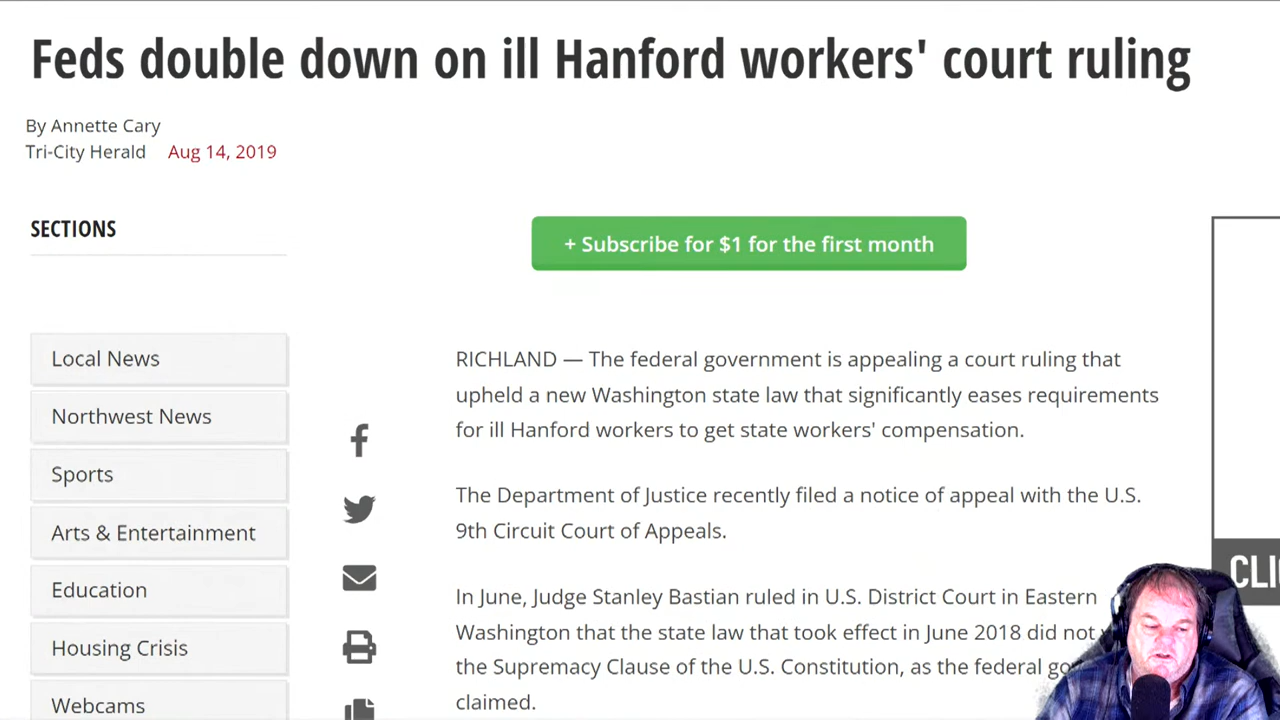 Feds double down on ill Hanford workers' court ruling
By Annette Cary
Tri-City Herald Aug 14, 2019
SECTIONS
+ Subscribe for $1 for the first month
Local News
Northwest News
Sports
Arts & Entertainment
Education
Housing Crisis
Webcams
RICHLAND — The federal government is appealing a court ruling that
upheld a new Washington state law that significantly eases requirements
for ill Hanford workers to get state workers' compensation.
The Department of Justice recently filed a notice of appeal with the U.S.
9th Circuit Court of Appeals.
In June, Judge Stanley Bastian ruled in U.S. District Court in Eastern
Washington that the state law that took effect in June 2018 did not
the Supremacy Clause of the U.S. Constitution, as the federal
claimed.